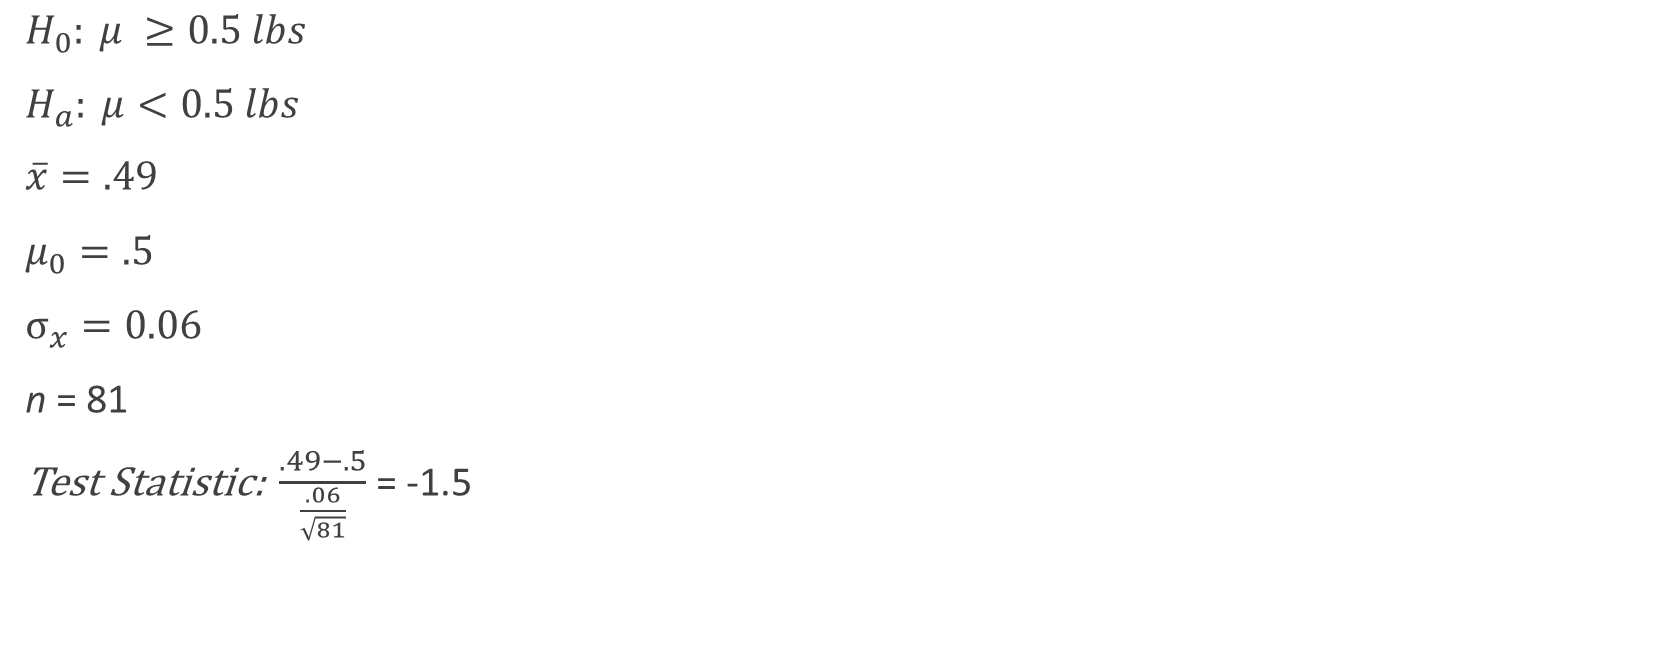 H₀: μ ≥ 0.5 lbs
Hₐ: μ < 0.5 lbs
x̄ = .49
μ₀ = .5
σₓ = 0.06
n = 81
Test Statistic: (.49−.5)/(.06/√81) = -1.5